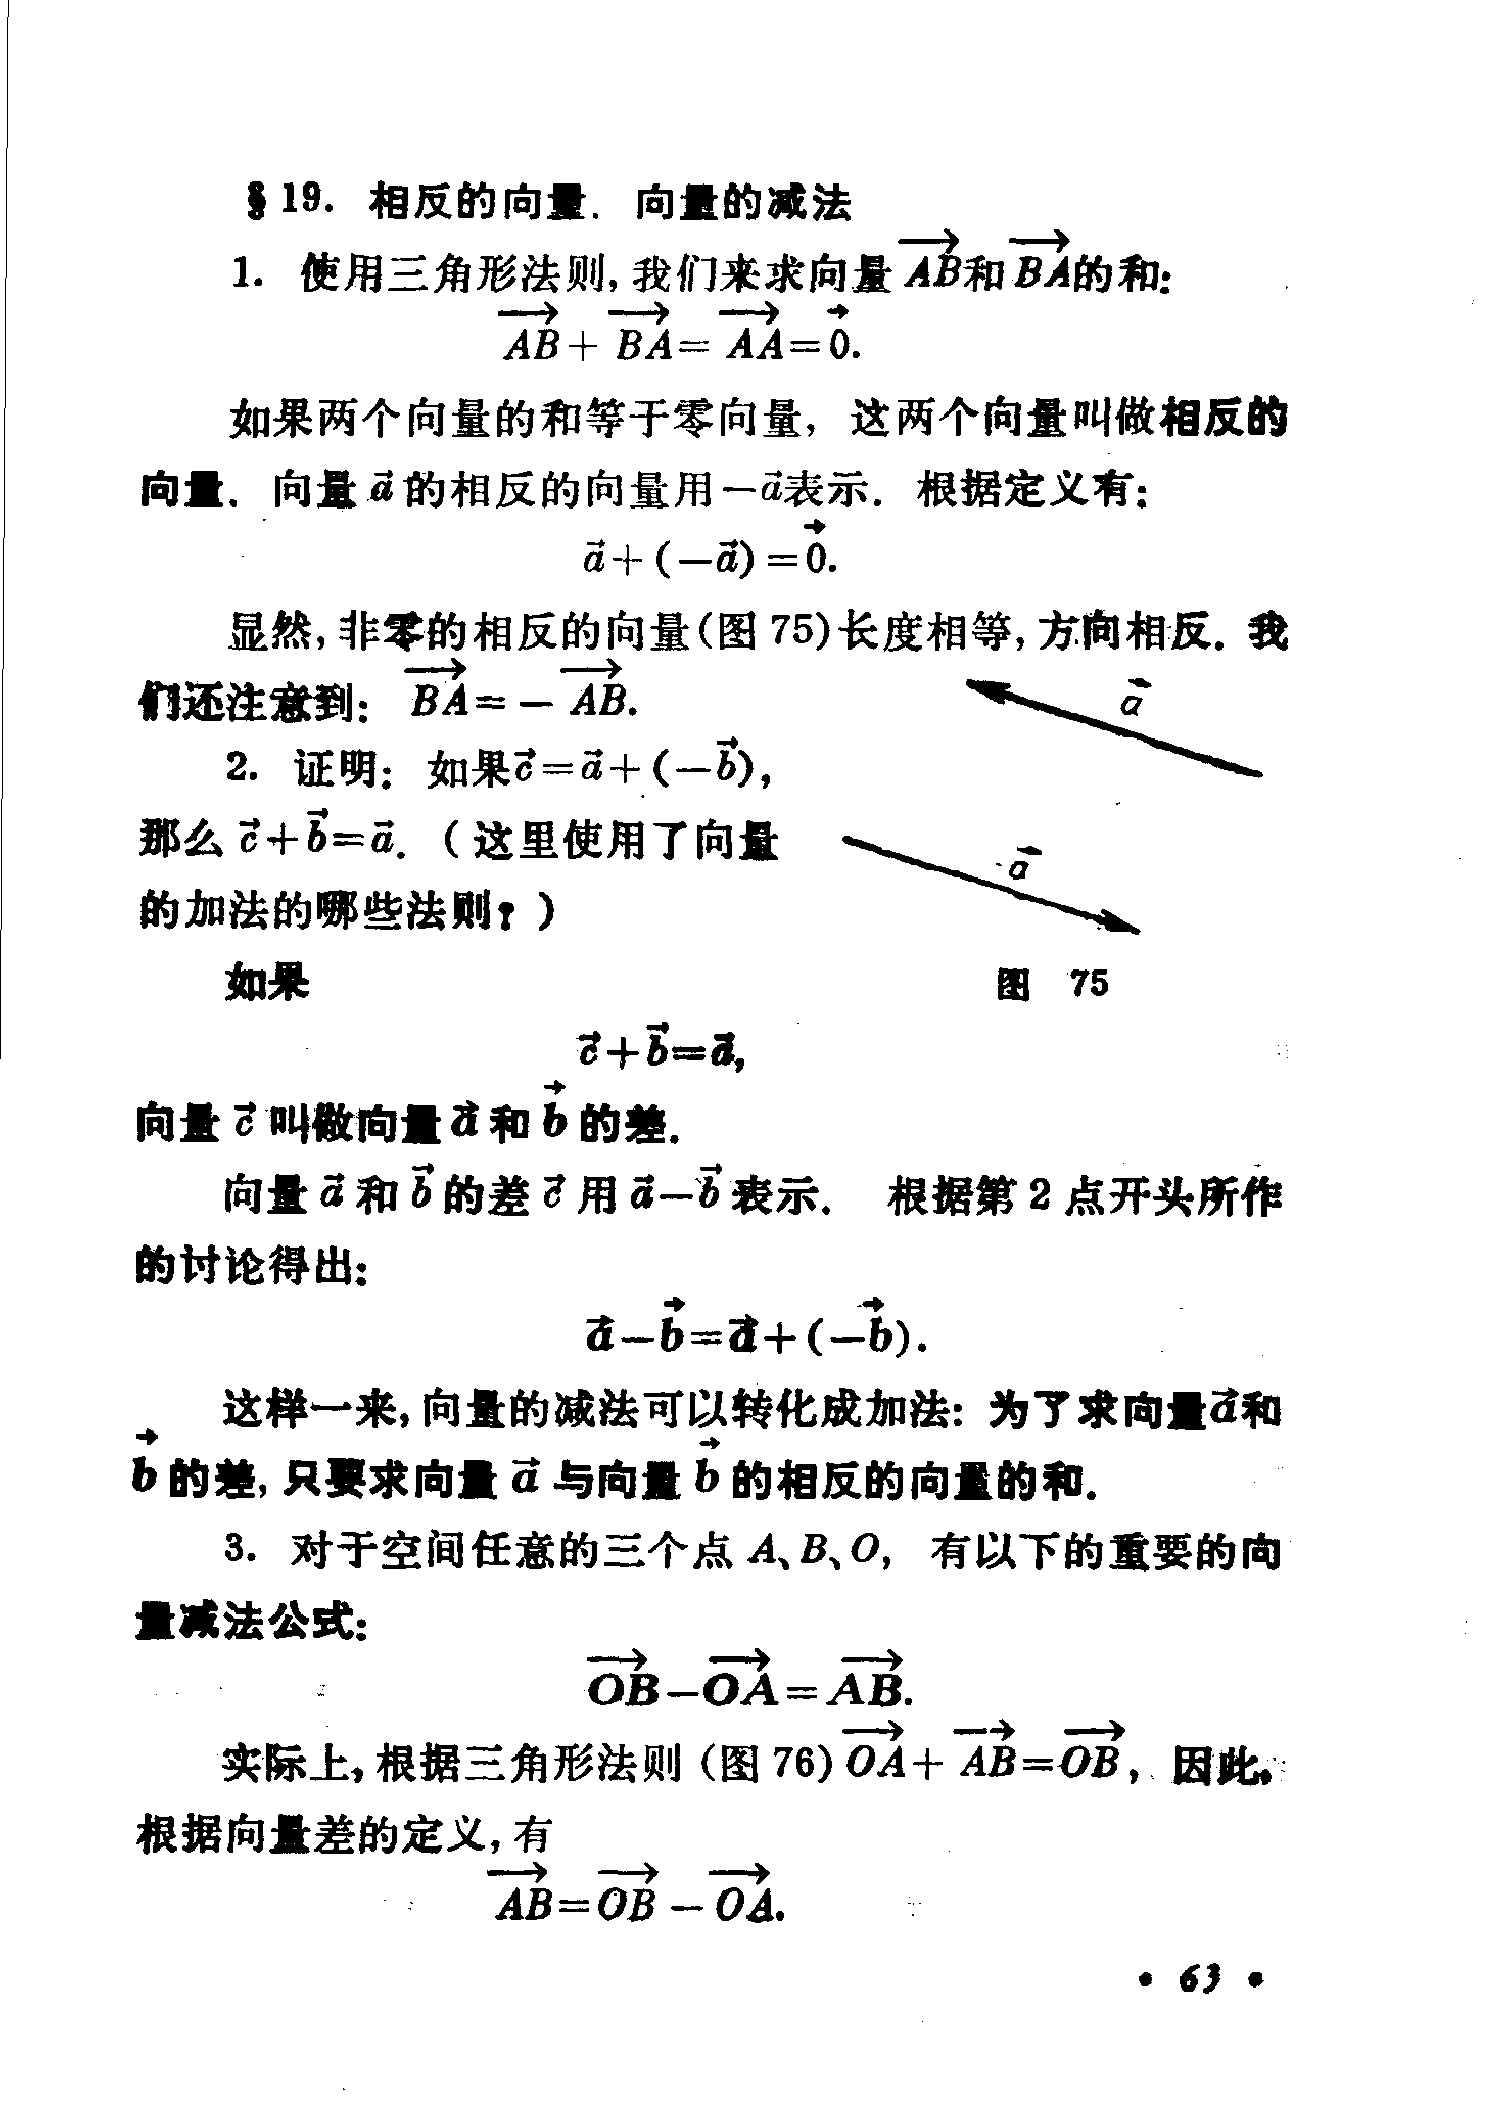 §19. 相反的向量. 向量的减法
1. 使用三角形法则, 我们来求向量 $\overrightarrow{AB}$和$\overrightarrow{BA}$的和:
$\overrightarrow{AB}+\overrightarrow{BA}=\overrightarrow{AA}=\vec{0}.$
如果两个向量的和等于零向量, 这两个向量叫做相反的
向量. 向量 $\vec{a}$ 的相反的向量用$-\vec{a}$表示. 根据定义有:
$\vec{a}+(-\vec{a})=\vec{0}.$
显然, 非零的相反的向量(图 75)长度相等, 方向相反. 我
们还注意到: $\overrightarrow{BA}=-\overrightarrow{AB}.$
$\vec{a}$
2. 证明: 如果$\vec{c}=\vec{a}+(-\vec{b})$,
那么 $\vec{c}+\vec{b}=\vec{a}$. (这里使用了向量
的加法的哪些法则?)
$-\vec{a}$
如果
图 75
$\vec{c}+\vec{b}=\vec{a},$
向量 $\vec{c}$ 叫做向量 $\vec{a}$ 和 $\vec{b}$ 的差.
向量 $\vec{a}$ 和 $\vec{b}$ 的差 $\vec{c}$ 用 $\vec{a}-\vec{b}$ 表示. 根据第 2 点开头所作
的讨论得出:
$\vec{a}-\vec{b}=\vec{a}+(-\vec{b}).$
这样一来, 向量的减法可以转化成加法: 为了求向量$\vec{a}$和
$\vec{b}$ 的差, 只要求向量 $\vec{a}$ 与向量 $\vec{b}$ 的相反的向量的和.
3. 对于空间任意的三个点 A、B、O, 有以下的重要的向
量减法公式:
$\overrightarrow{OB}-\overrightarrow{OA}=\overrightarrow{AB}.$
实际上, 根据三角形法则 (图 76) $\overrightarrow{OA}+\overrightarrow{AB}=\overrightarrow{OB}$, 因此,
根据向量差的定义, 有
$\overrightarrow{AB}=\overrightarrow{OB}-\overrightarrow{OA}.$
• 63 •